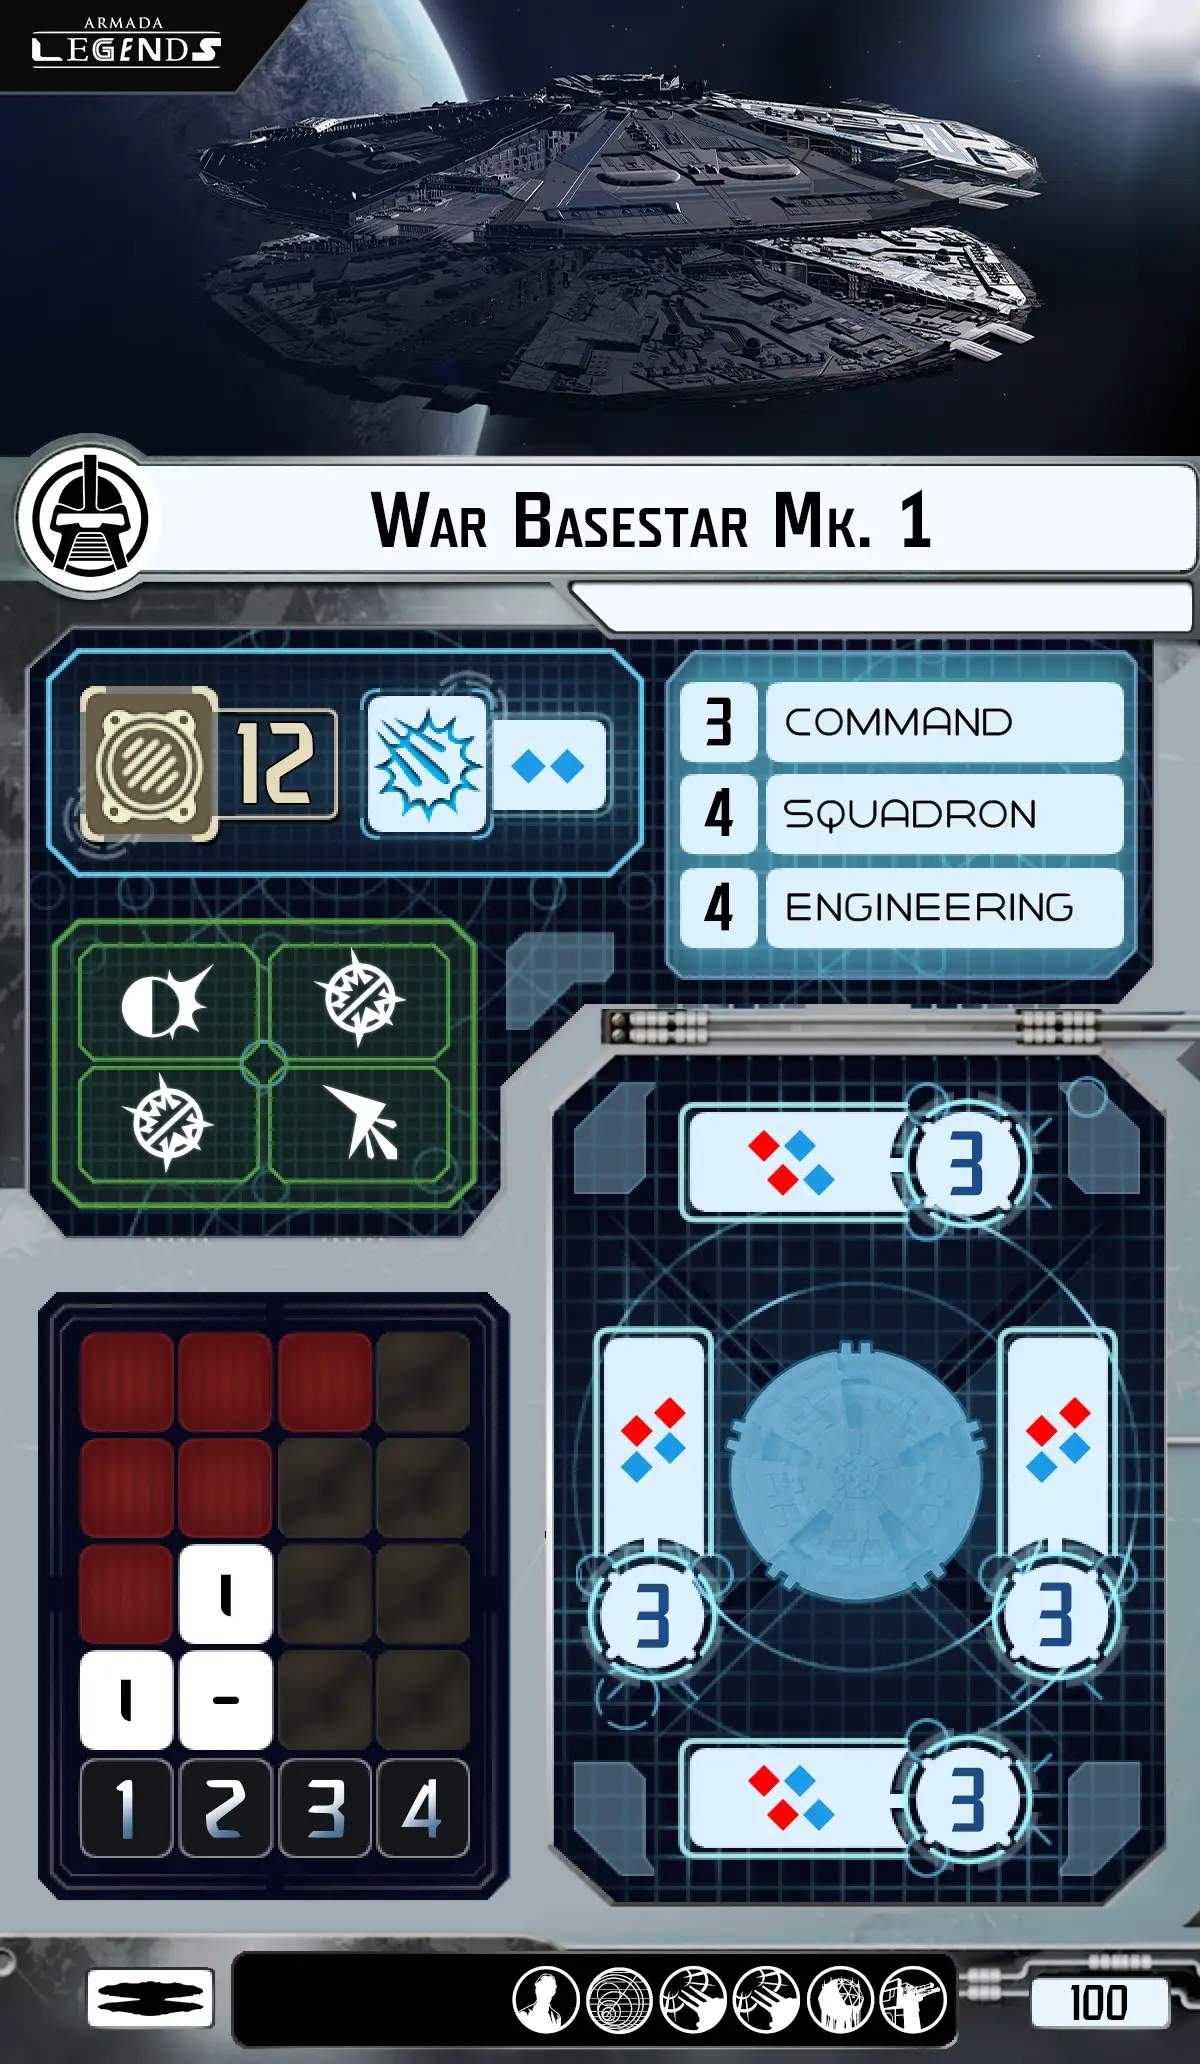 ARMADA
LEGENDS
WAR BASESTAR MK. 1
12
3 COMMAND
4 SQUADRON
4 ENGINEERING
3
3
3
3
1
1 -
1 2 3 4
100